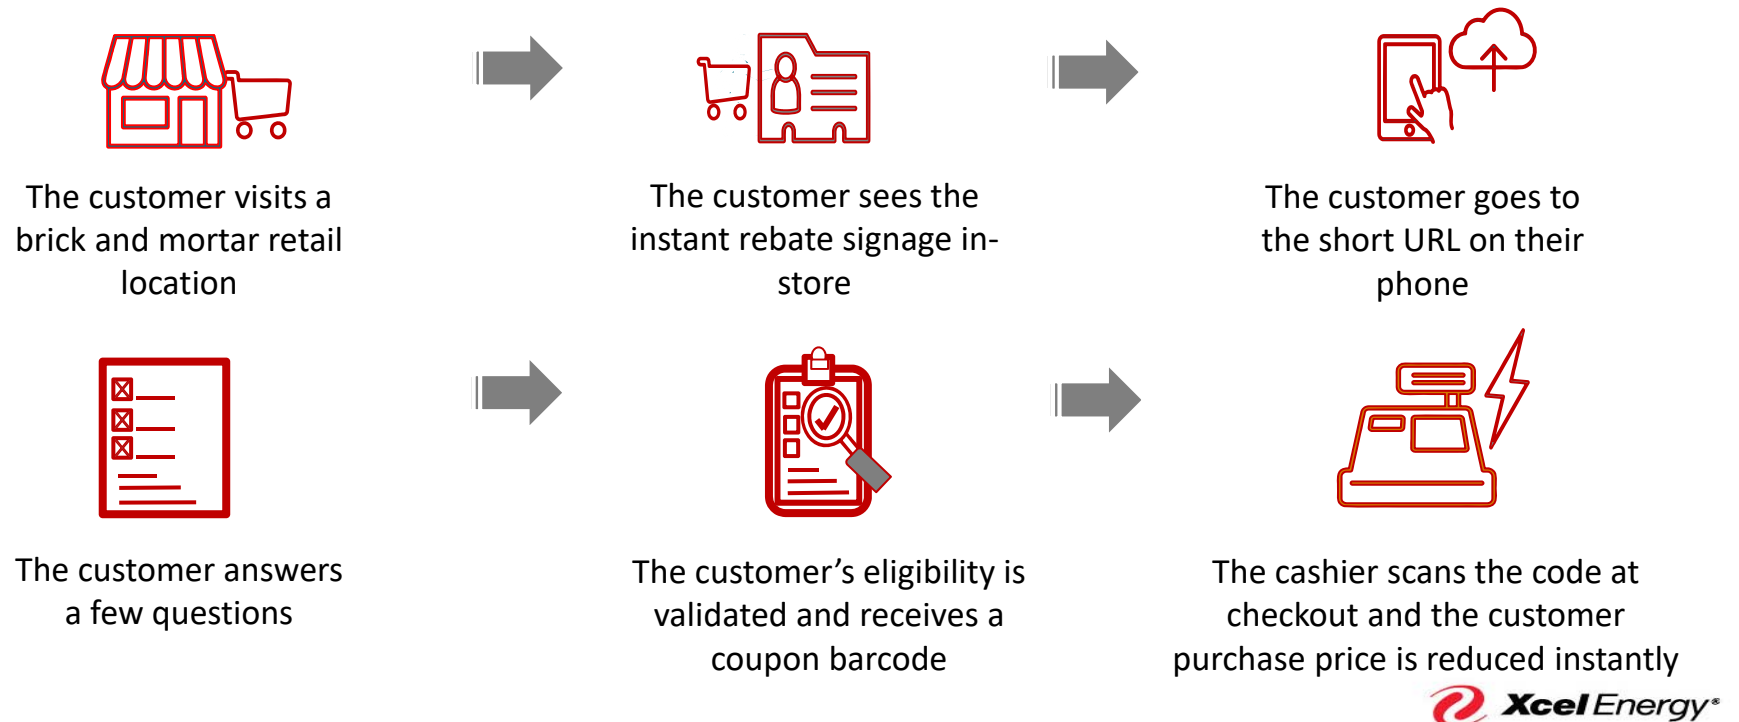 The customer visits a
brick and mortar retail
location
The customer sees the
instant rebate signage in-
store
The customer goes to
the short URL on their
phone
The customer answers
a few questions
The customer’s eligibility is
validated and receives a
coupon barcode
The cashier scans the code at
checkout and the customer
purchase price is reduced instantly
Xcel Energy®